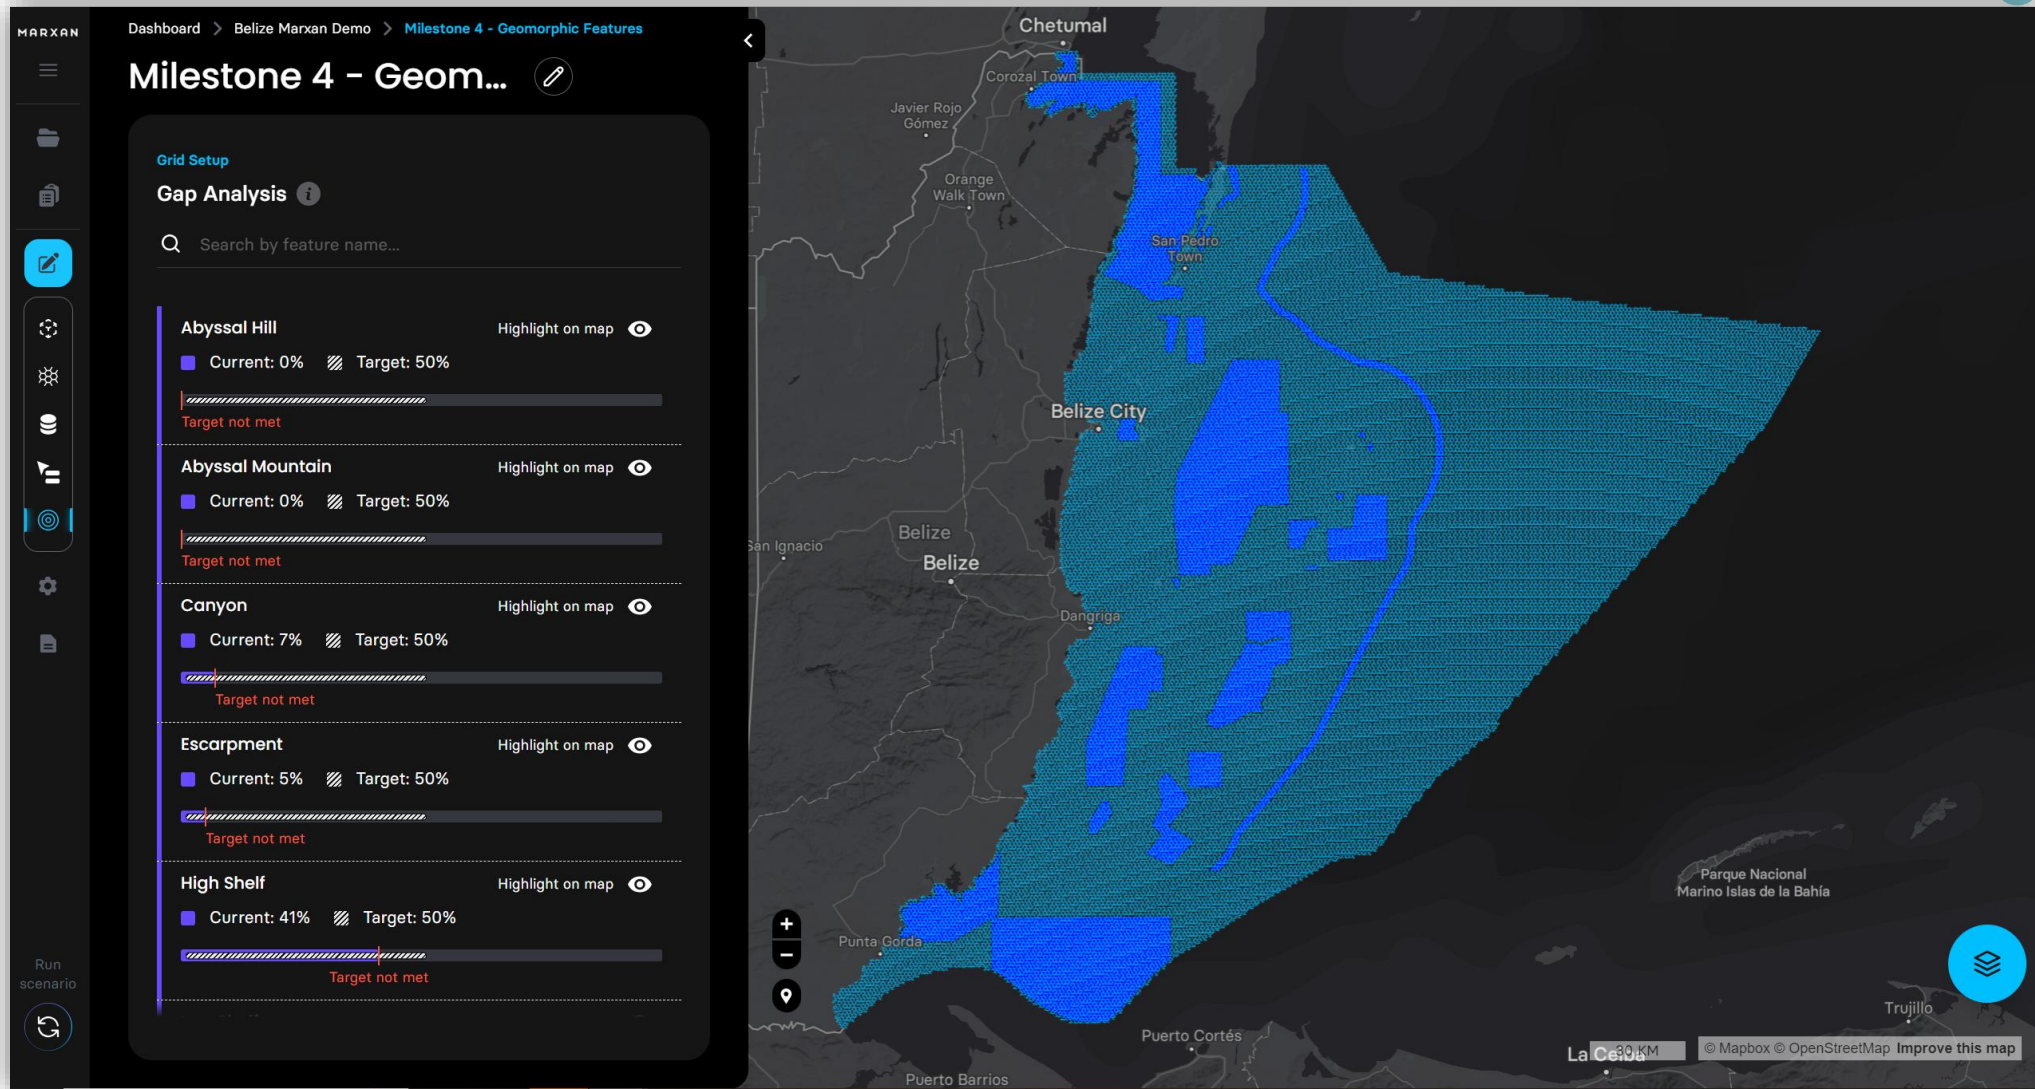 MARXAN
Dashboard > Belize Marxan Demo > Milestone 4 - Geomorphic Features
Milestone 4 - Geom...
Grid Setup
Gap Analysis i
Search by feature name...
Abyssal Hill
Highlight on map
Current: 0% Target: 50%
Target not met
Abyssal Mountain
Highlight on map
Current: 0% Target: 50%
Target not met
Canyon
Highlight on map
Current: 7% Target: 50%
Target not met
Escarpment
Highlight on map
Current: 5% Target: 50%
Target not met
High Shelf
Highlight on map
Current: 41% Target: 50%
Target not met
Run
scenario
Chetumal
Corozal Town
Javier Rojo
Gómez
Orange
Walk Town
San Pedro
Town
Belize City
Belize
San Ignacio
Belize
Dangriga
Parque Nacional
Marino Islas de la Bahía
Punta Gorda
+
−
Trujillo
Puerto Cortés
La Ceiba
30 KM
© Mapbox © OpenStreetMap Improve this map
Puerto Barrios